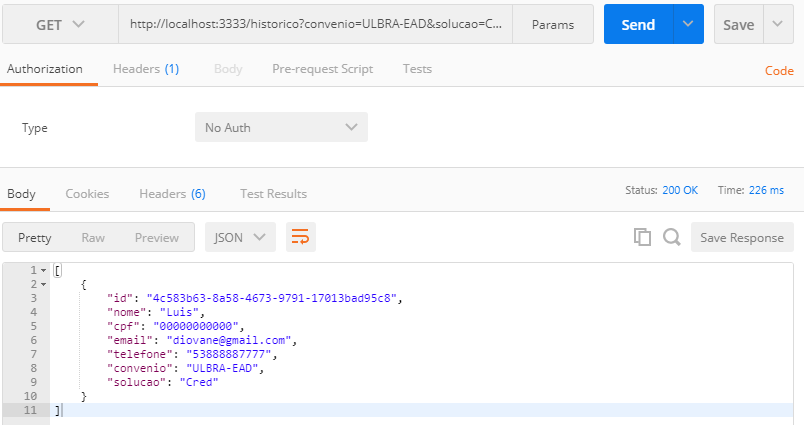 GET http://localhost:3333/historico?convenio=ULBRA-EAD&solucao=C... Params Send Save
Authorization Headers (1) Body Pre-request Script Tests Code
Type No Auth
Body Cookies Headers (6) Test Results Status: 200 OK Time: 226 ms
Pretty Raw Preview JSON Save Response
1 [
2 {
3 "id": "4c583b63-8a58-4673-9791-17013bad95c8",
4 "nome": "Luis",
5 "cpf": "00000000000",
6 "email": "diovane@gmail.com",
7 "telefone": "53888887777",
8 "convenio": "ULBRA-EAD",
9 "solucao": "Cred"
10 }
11 ]